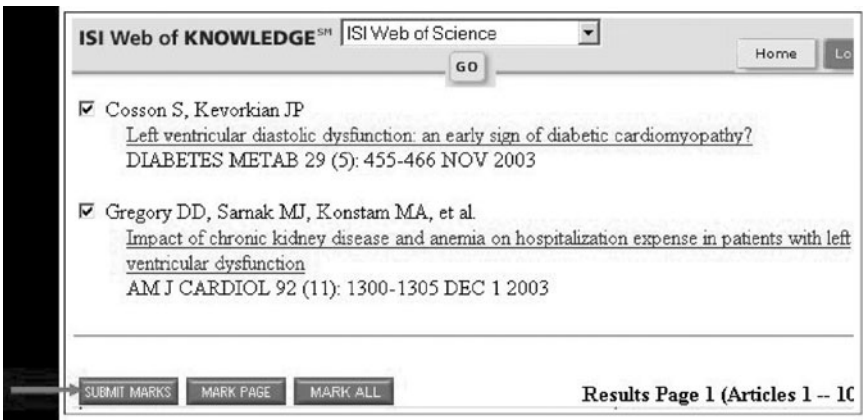 ISI Web of KNOWLEDGE℠ ISI Web of Science
GO
Home Lo
Cosson S, Kevorkian JP
Left ventricular diastolic dysfunction: an early sign of diabetic cardiomyopathy?
DIABETES METAB 29 (5): 455-466 NOV 2003
Gregory DD, Sarnak MJ, Konstam MA, et al.
Impact of chronic kidney disease and anemia on hospitalization expense in patients with left
ventricular dysfunction
AM J CARDIOL 92 (11): 1300-1305 DEC 1 2003
SUBMIT MARKS MARK PAGE MARK ALL Results Page 1 (Articles 1 -- 10